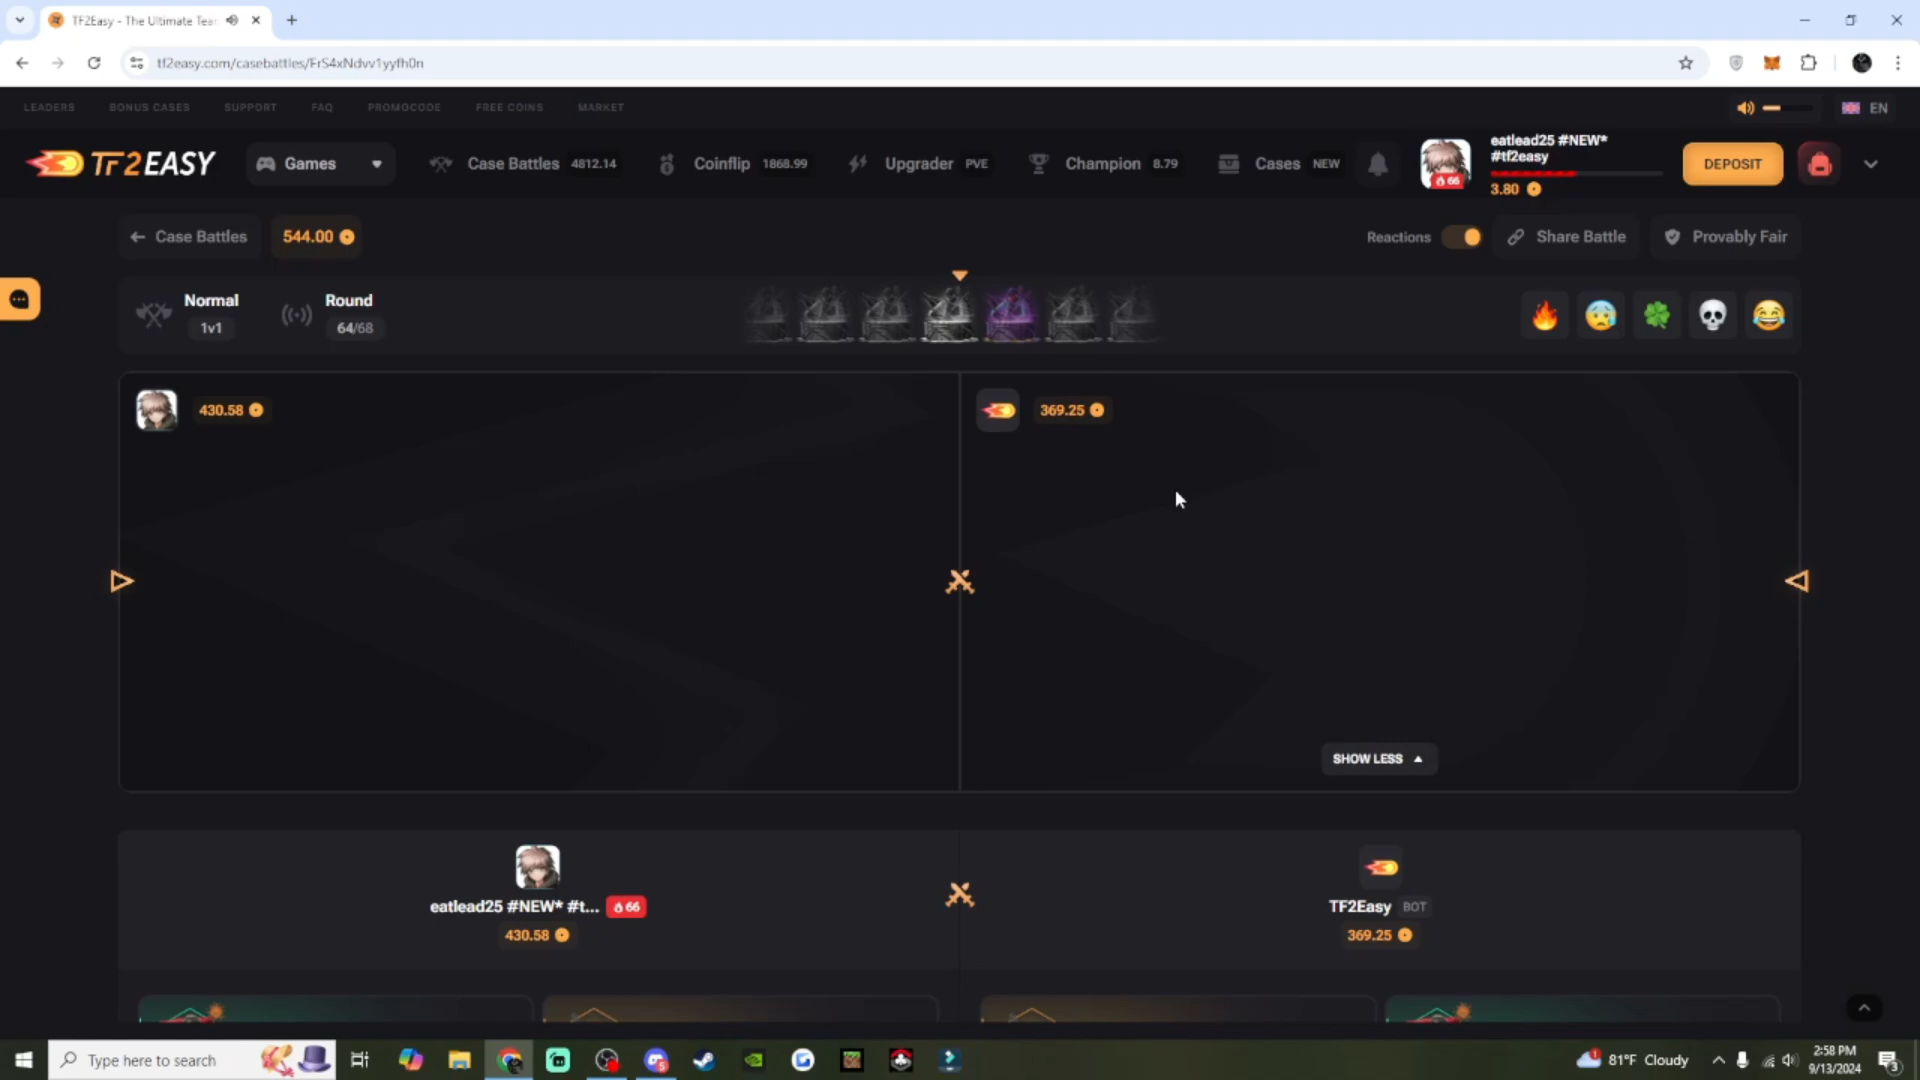 TF2Easy - The Ultimate Tea
tf2easy.com/casebattles/FrS4xNdvv1yyfh0n
LEADERS BONUS CASES SUPPORT FAQ PROMOCODE FREE COINS MARKET EN
TF2EASY Games Case Battles 4812.14 Coinflip 1868.99 Upgrader PVE Champion 8.79 Cases NEW 66 eatlead25 #NEW* #tf2easy 3.80 DEPOSIT
Case Battles 544.00 Reactions Share Battle Provably Fair
Normal Round
1v1 64/68
430.58 369.25
SHOW LESS
eatlead25 #NEW* #t... 66 TF2Easy BOT
430.58 369.25
Type here to search 5 1 81°F Cloudy 2:58 PM
9/13/2024 3